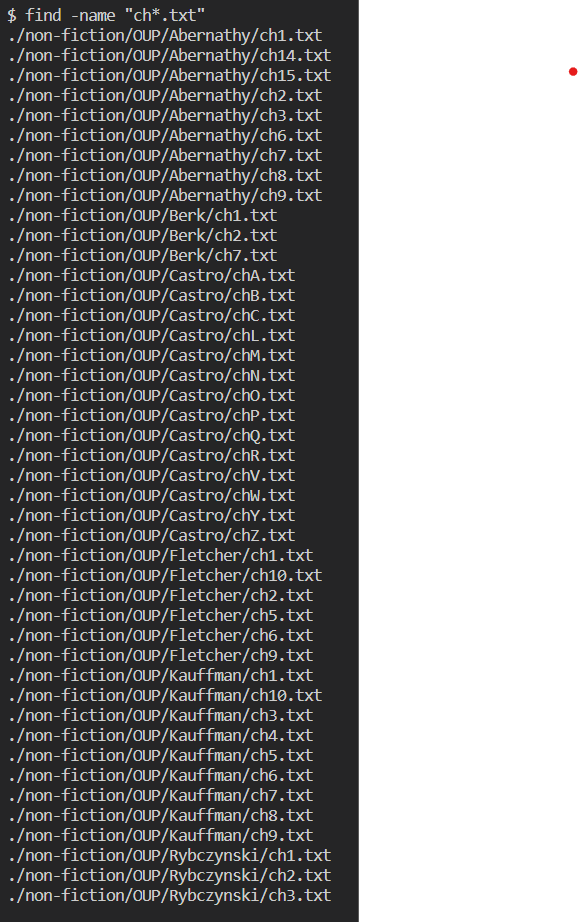 $ find -name "ch*.txt"
./non-fiction/OUP/Abernathy/ch1.txt
./non-fiction/OUP/Abernathy/ch14.txt
./non-fiction/OUP/Abernathy/ch15.txt
./non-fiction/OUP/Abernathy/ch2.txt
./non-fiction/OUP/Abernathy/ch3.txt
./non-fiction/OUP/Abernathy/ch6.txt
./non-fiction/OUP/Abernathy/ch7.txt
./non-fiction/OUP/Abernathy/ch8.txt
./non-fiction/OUP/Abernathy/ch9.txt
./non-fiction/OUP/Berk/ch1.txt
./non-fiction/OUP/Berk/ch2.txt
./non-fiction/OUP/Berk/ch7.txt
./non-fiction/OUP/Castro/chA.txt
./non-fiction/OUP/Castro/chB.txt
./non-fiction/OUP/Castro/chC.txt
./non-fiction/OUP/Castro/chL.txt
./non-fiction/OUP/Castro/chM.txt
./non-fiction/OUP/Castro/chN.txt
./non-fiction/OUP/Castro/chO.txt
./non-fiction/OUP/Castro/chP.txt
./non-fiction/OUP/Castro/chQ.txt
./non-fiction/OUP/Castro/chR.txt
./non-fiction/OUP/Castro/chV.txt
./non-fiction/OUP/Castro/chW.txt
./non-fiction/OUP/Castro/chY.txt
./non-fiction/OUP/Castro/chZ.txt
./non-fiction/OUP/Fletcher/ch1.txt
./non-fiction/OUP/Fletcher/ch10.txt
./non-fiction/OUP/Fletcher/ch2.txt
./non-fiction/OUP/Fletcher/ch5.txt
./non-fiction/OUP/Fletcher/ch6.txt
./non-fiction/OUP/Fletcher/ch9.txt
./non-fiction/OUP/Kauffman/ch1.txt
./non-fiction/OUP/Kauffman/ch10.txt
./non-fiction/OUP/Kauffman/ch3.txt
./non-fiction/OUP/Kauffman/ch4.txt
./non-fiction/OUP/Kauffman/ch5.txt
./non-fiction/OUP/Kauffman/ch6.txt
./non-fiction/OUP/Kauffman/ch7.txt
./non-fiction/OUP/Kauffman/ch8.txt
./non-fiction/OUP/Kauffman/ch9.txt
./non-fiction/OUP/Rybczynski/ch1.txt
./non-fiction/OUP/Rybczynski/ch2.txt
./non-fiction/OUP/Rybczynski/ch3.txt